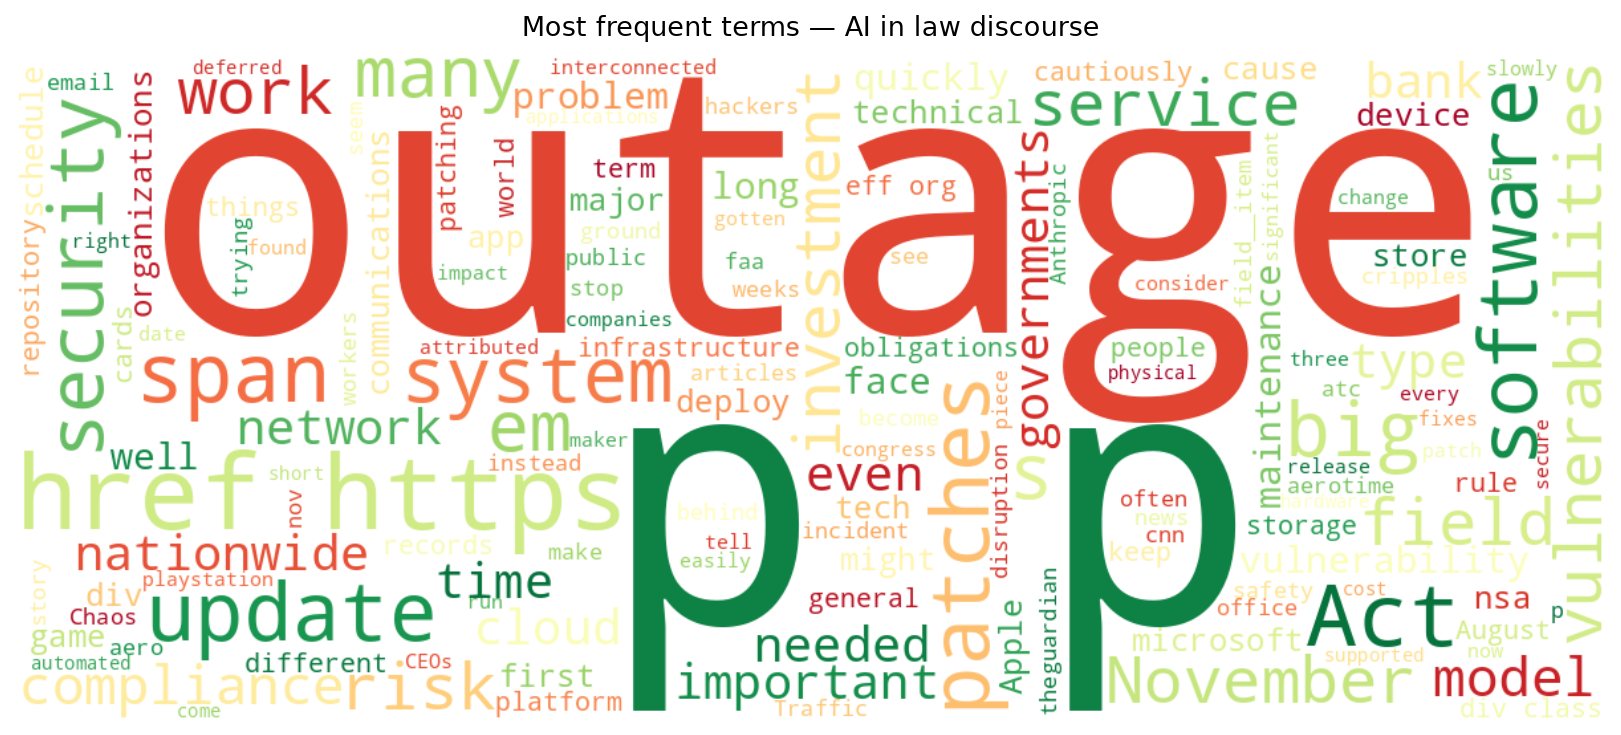 Most frequent terms — AI in law discourse
outage
p p
email
deferred
work
many
interconnected
problem
applications
hackers
quickly
technical
cautiously
cause
service
bank
slowly
device
schedule
security
organizations
seem
communications
patching
world
term
major
long
gotten
ground
investment
eff org
governments
Anthropic
field__item
significant
us
software
vulnerabilities
change
store
cripples
things
trying
found
right
repository
app
impact
public
stop
companies
faa
weeks
see
consider
cards
date
workers
attributed
infrastructure
articles
obligations
people
physical
three
type
span
system
deploy
face
maintenance
atc
every
network
em
maker
become
patches
piece
big
fixes
patch
secure
well
short
instead
congress
even
s
release
aerotime
hardware
rule
href https
nov
behind
tech
disruption
often
news
cnn
storage
field
nationwide
records
make
tell
easily
incident
might
keep
vulnerability
story
div
playstation
time
run
safety
cost
office
nsa
p
Chaos
update
cloud
general
Apple
theguardian
Act
August
game
aero
needed
microsoft
now
automated
different
CEOs
first
important
supported
November
model
compliance
risk
platform
come
Traffic
div class